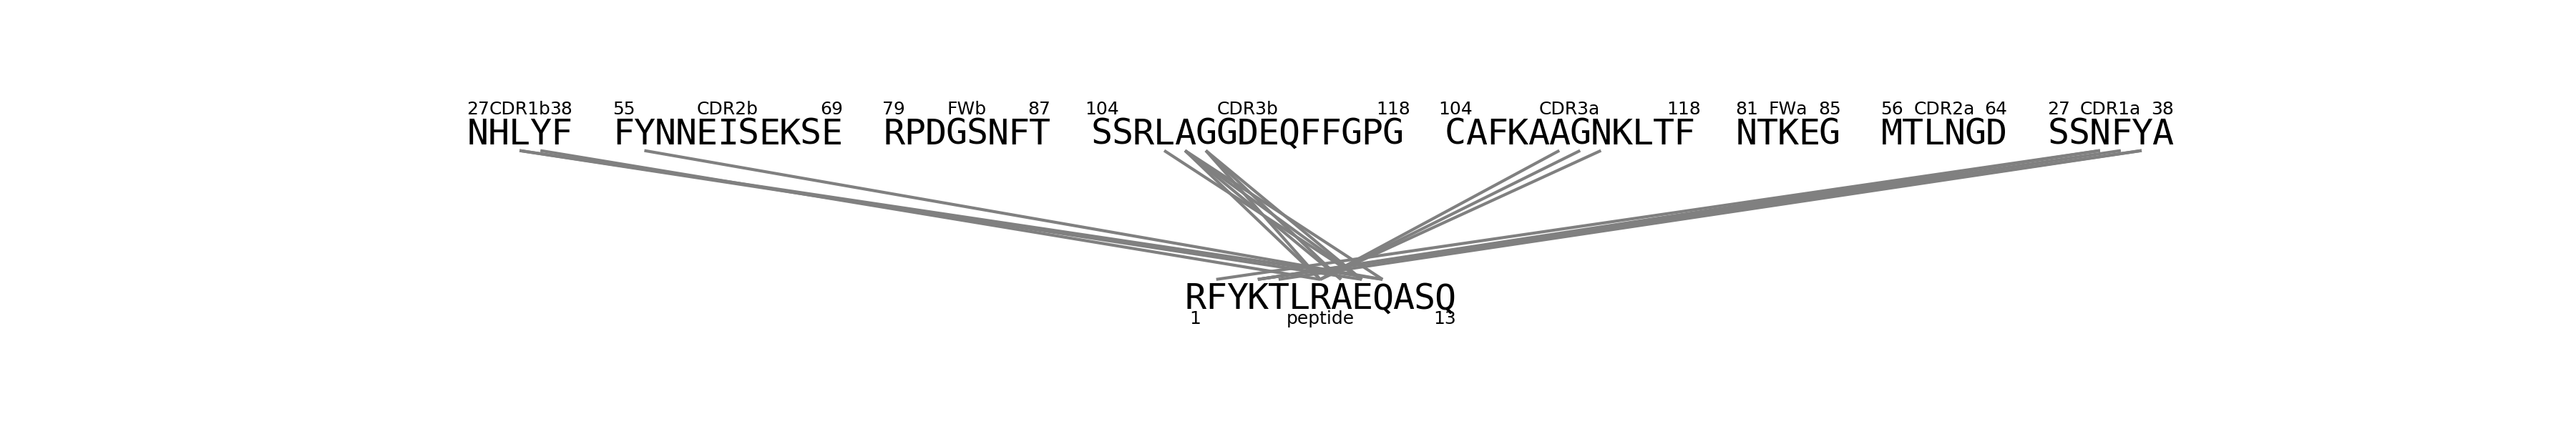 27CDR1b38 55 CDR2b 69 79 FWb 87 104 CDR3b 118 104 CDR3a 118 81 FWa 85 56 CDR2a 64 27 CDR1a 38
NHLYF FYNNEISEKSE RPDGSNFT SSRLAGGDEQFFGPG CAFKAAGNKLTF NTKEG MTLNGD SSNFYA
RFYKTLRAEQASQ
1 peptide 13